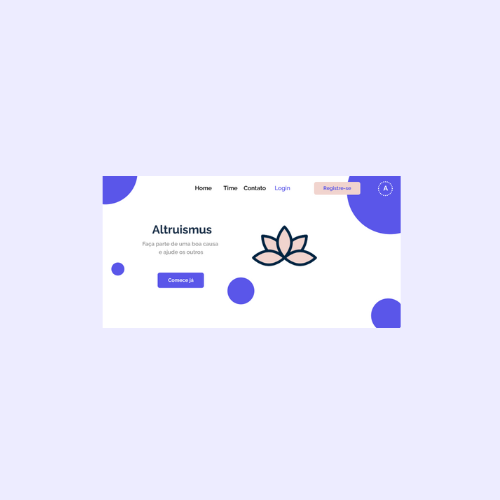 Home Time Contato Login Registre-se A
Altruismus
Faça parte de uma boa causa
e ajude os outros
Comece já